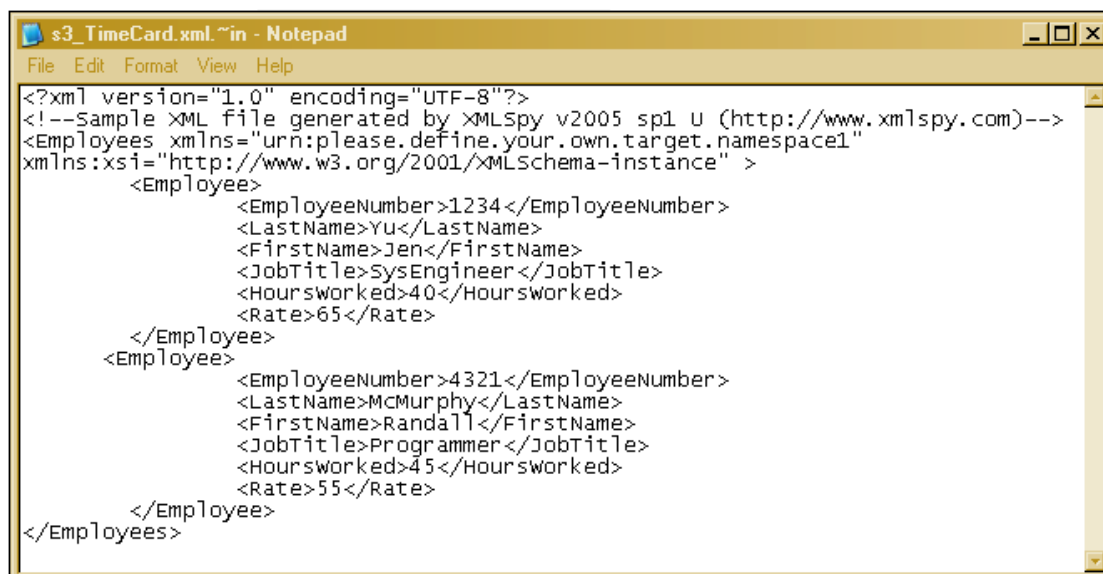 s3_TimeCard.xml.~in - Notepad
File Edit Format View Help
<?xml version="1.0" encoding="UTF-8"?>
<!--Sample XML file generated by XMLSpy v2005 sp1 U (http://www.xmlspy.com)-->
<Employees xmlns="urn:please.define.your.own.target.namespace1"
xmlns:xsi="http://www.w3.org/2001/XMLSchema-instance" >
<Employee>
<EmployeeNumber>1234</EmployeeNumber>
<LastName>Yu</LastName>
<FirstName>Jen</FirstName>
<JobTitle>SysEngineer</JobTitle>
<HoursWorked>40</HoursWorked>
<Rate>65</Rate>
</Employee>
<Employee>
<EmployeeNumber>4321</EmployeeNumber>
<LastName>McMurphy</LastName>
<FirstName>Randall</FirstName>
<JobTitle>Programmer</JobTitle>
<HoursWorked>45</HoursWorked>
<Rate>55</Rate>
</Employee>
</Employees>